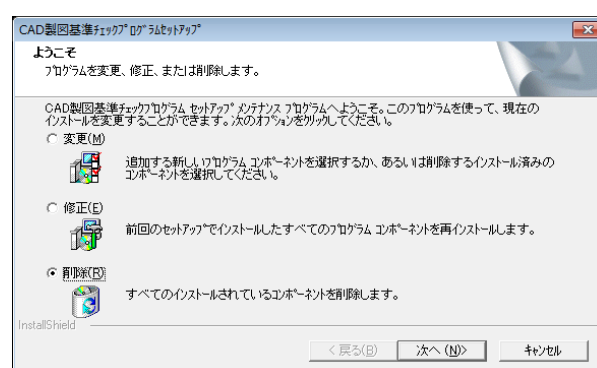 CAD製図基準ﾁｪｯｸﾌﾟﾛｸﾞﾗﾑｾｯﾄｱｯﾌﾟ
ようこそ
ﾌﾟﾛｸﾞﾗﾑを変更、修正、または削除します。
CAD製図基準ﾁｪｯｸﾌﾟﾛｸﾞﾗﾑ ｾｯﾄｱｯﾌﾟ ﾒﾝﾃﾅﾝｽ ﾌﾟﾛｸﾞﾗﾑへようこそ。このﾌﾟﾛｸﾞﾗﾑを使って、現在の
ｲﾝｽﾄｰﾙを変更することができます。次のｵﾌﾟｼｮﾝをｸﾘｯｸしてください。
変更(M)
追加する新しいﾌﾟﾛｸﾞﾗﾑ ｺﾝﾎﾟｰﾈﾝﾄを選択するか、あるいは削除するｲﾝｽﾄｰﾙ済みの
ｺﾝﾎﾟｰﾈﾝﾄを選択してください。
修正(E)
前回のｾｯﾄｱｯﾌﾟでｲﾝｽﾄｰﾙしたすべてのﾌﾟﾛｸﾞﾗﾑ ｺﾝﾎﾟｰﾈﾝﾄを再ｲﾝｽﾄｰﾙします。
削除(R)
すべてのｲﾝｽﾄｰﾙされているｺﾝﾎﾟｰﾈﾝﾄを削除します。
InstallShield
< 戻る(B) 次へ (N)> ｷｬﾝｾﾙ